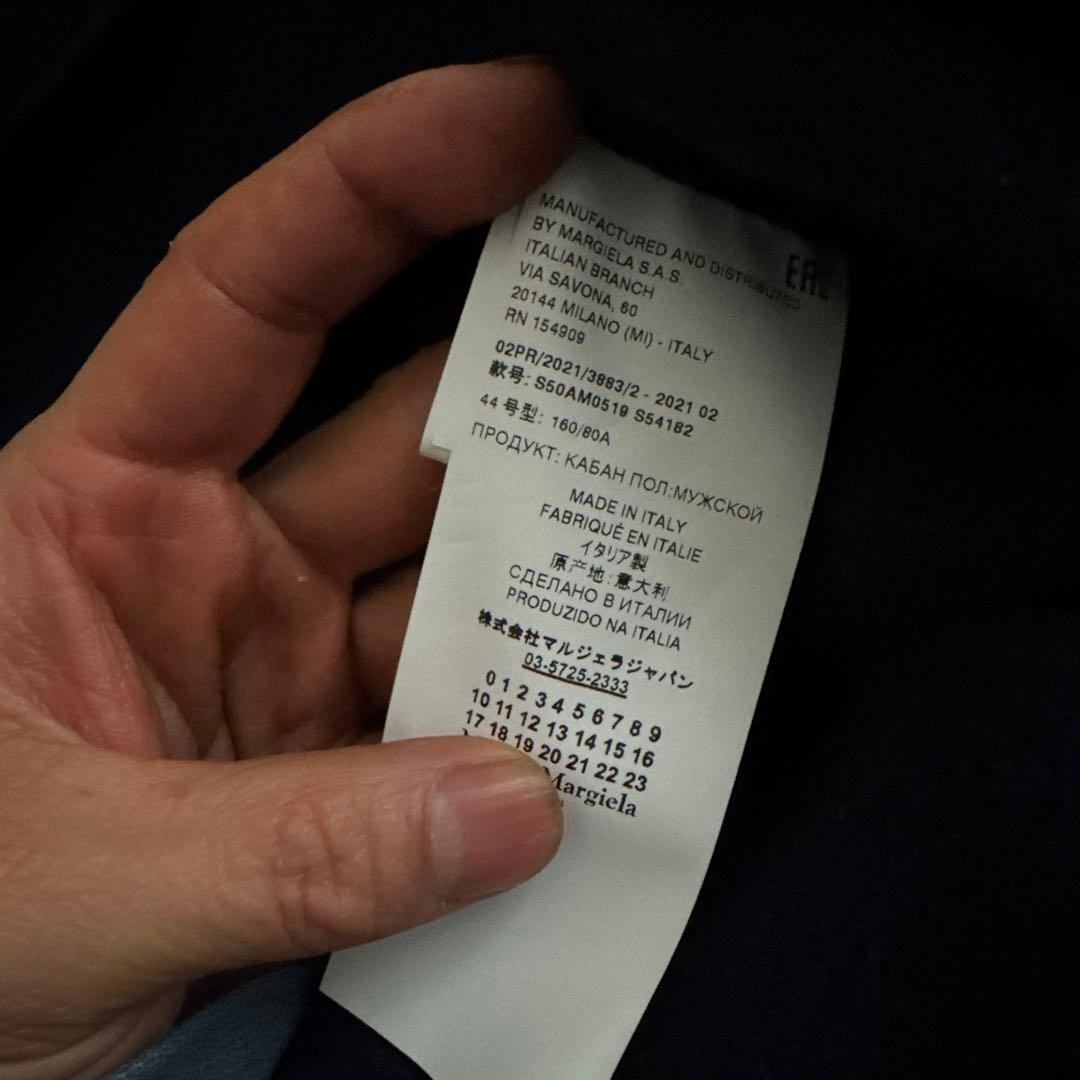 MANUFACTURED AND DISTRIBUTED
BY MARGIELA S.A.S.
ITALIAN BRANCH
VIA SAVONA, 60
20144 MILANO (MI) - ITALY
RN 154909
02PR/2021/3883/2 - 2021 02
款号: S50AM0519 S54182
44 号型: 160/80A
ПРОДУКТ: КАБАН ПОЛ:МУЖСКОЙ
MADE IN ITALY
FABRIQUÉ EN ITALIE
イタリア製
原产地:意大利
СДЕЛАНО В ИТАЛИИ
PRODUZIDO NA ITALIA
株式会社マルジェラジャパン
03-5725-2333
0 1 2 3 4 5 6 7 8 9
10 11 12 13 14 15 16
17 18 19 20 21 22 23
Margiela